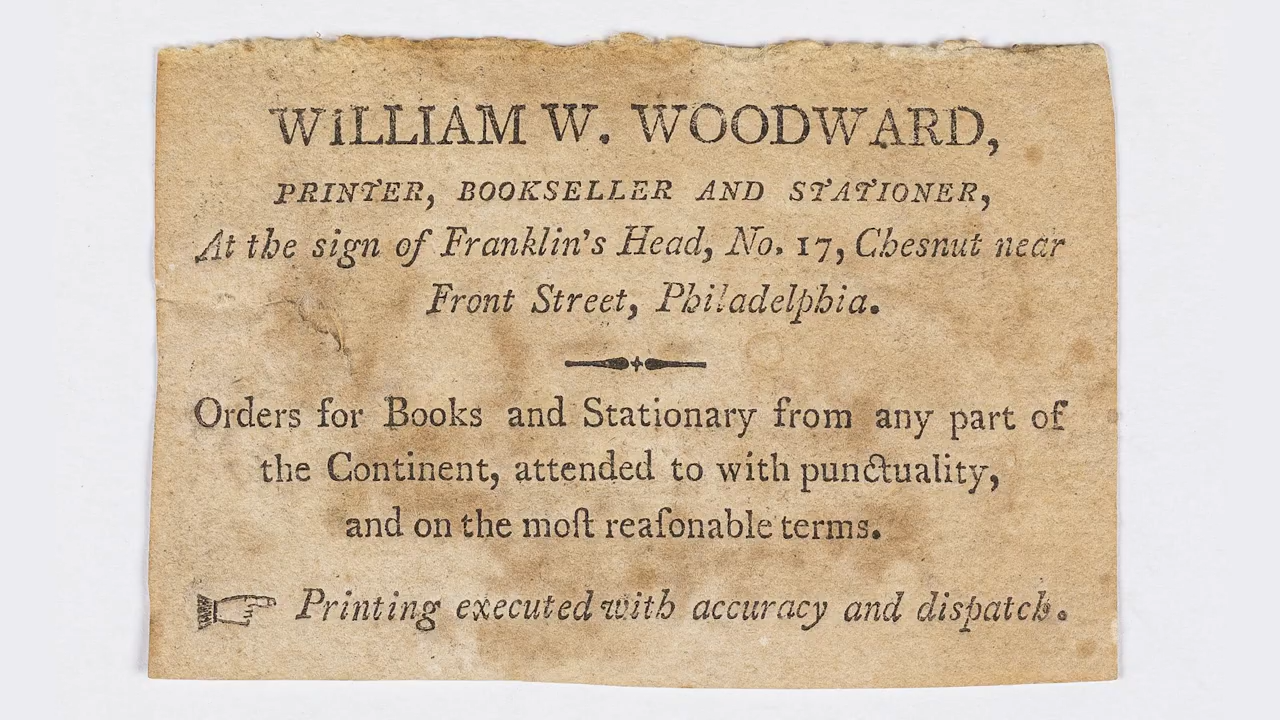 WiLLIAM W. WOODWARD,
PRINTER, BOOKSELLER AND STATIONER,
At the sign of Franklin's Head, No. 17, Chesnut near
Front Street, Philadelphia.
Orders for Books and Stationary from any part of
the Continent, attended to with punctuality,
and on the moſt reaſonable terms.
☞ Printing executed with accuracy and dispatch.